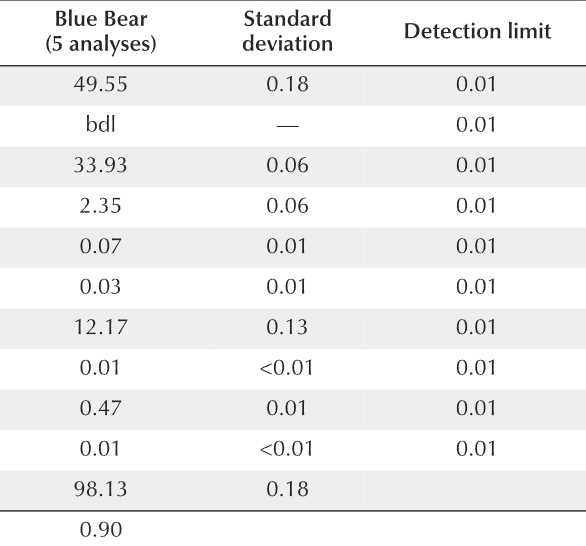 Blue Bear (5 analyses) Standard deviation Detection limit
49.55 0.18 0.01
bdl — 0.01
33.93 0.06 0.01
2.35 0.06 0.01
0.07 0.01 0.01
0.03 0.01 0.01
12.17 0.13 0.01
0.01 <0.01 0.01
0.47 0.01 0.01
0.01 <0.01 0.01
98.13 0.18
0.90